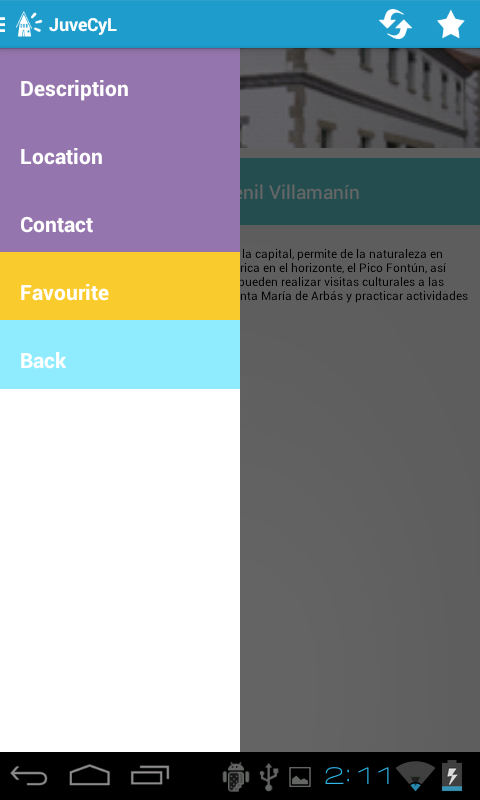 JuveCyL
Description
Location
Contact
Favourite
Back
enil Villamanín
la capital, permite de la naturaleza en
rica en el horizonte, el Pico Fontún, así
pueden realizar visitas culturales a las
nta María de Arbás y practicar actividades
2:11